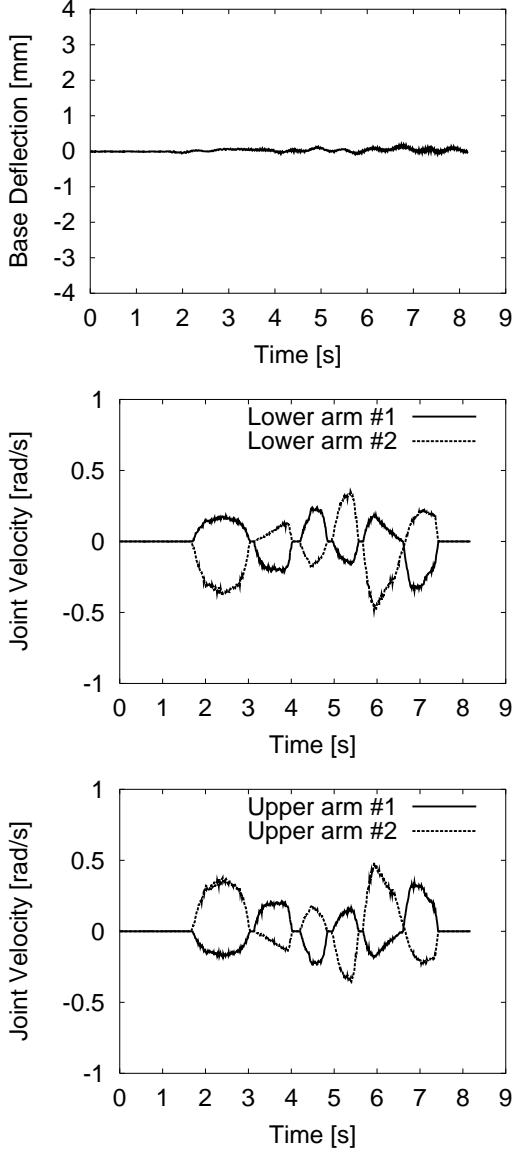 4
3
2
1
0
-1
-2
-3
-4
Base Deflection [mm]
0 1 2 3 4 5 6 7 8 9
Time [s]
1
0.5
0
-0.5
-1
Joint Velocity [rad/s]
Lower arm #1
Lower arm #2
0 1 2 3 4 5 6 7 8 9
Time [s]
1
0.5
0
-0.5
-1
Joint Velocity [rad/s]
Upper arm #1
Upper arm #2
0 1 2 3 4 5 6 7 8 9
Time [s]